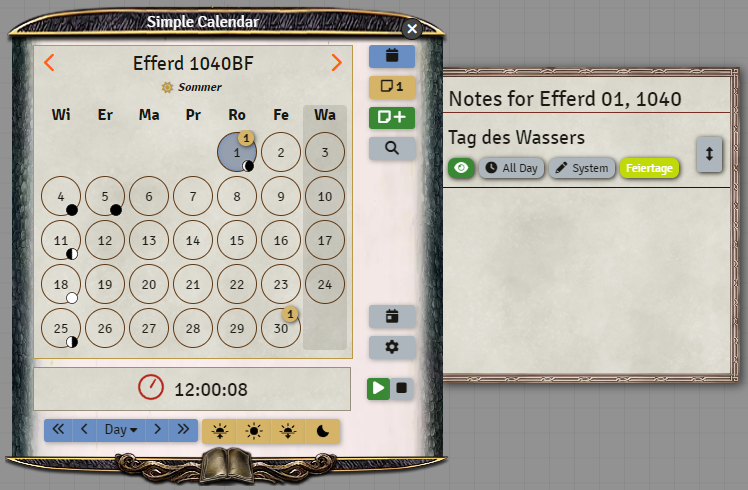 Simple Calendar
Efferd 1040BF
Sommer
Wi Er Ma Pr Ro Fe Wa
1 1 2 3
4 5 6 7 8 9 10
11 12 13 14 15 16 17
18 19 20 21 22 23 24
25 26 27 28 29 30 1
12:00:08
Day
1
Notes for Efferd 01, 1040
Tag des Wassers
All Day System Feiertage